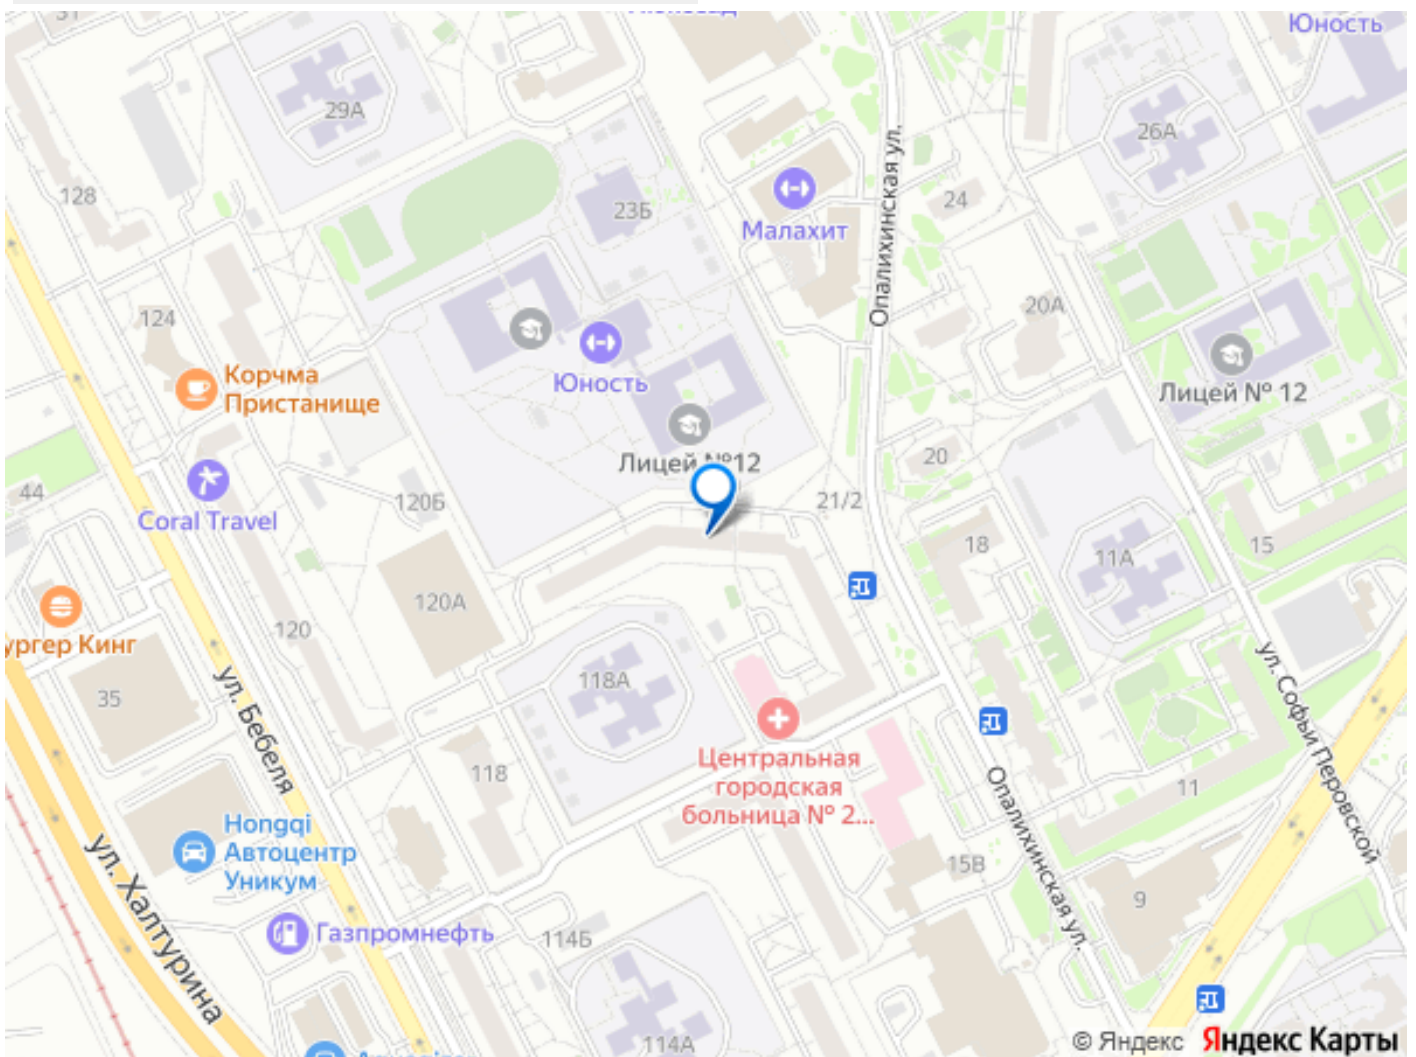 Юность
31
29А
26А
128
23Б
24
Малахит
Опалихинская ул.
124
20А
Корчма
Пристанище
Юность
Лицей № 12
Лицей №12
20
44
120Б
21/2
Coral Travel
18
15
11А
120А
120
ургер Кинг
118А
35
ул. Бебеля
ул. Софьи Перовской
118
Центральная
городская
больница № 2...
11
Опалихинская ул.
Hongqi
Автоцентр
Уникум
ул. Халтурина
15В
9
Газпромнефть
114Б
114А
© Яндекс Яндекс Карты